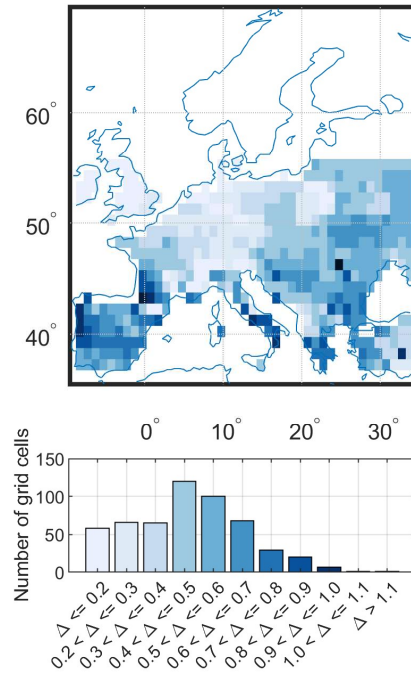 60°
50°
40°
0° 10° 20° 30°
Number of grid cells
150
100
50
0
Δ <= 0.2
0.2 < Δ <= 0.3
0.3 < Δ <= 0.4
0.4 < Δ <= 0.5
0.5 < Δ <= 0.6
0.6 < Δ <= 0.7
0.7 < Δ <= 0.8
0.8 < Δ <= 0.9
0.9 < Δ <= 1.0
1.0 < Δ <= 1.1
Δ > 1.1